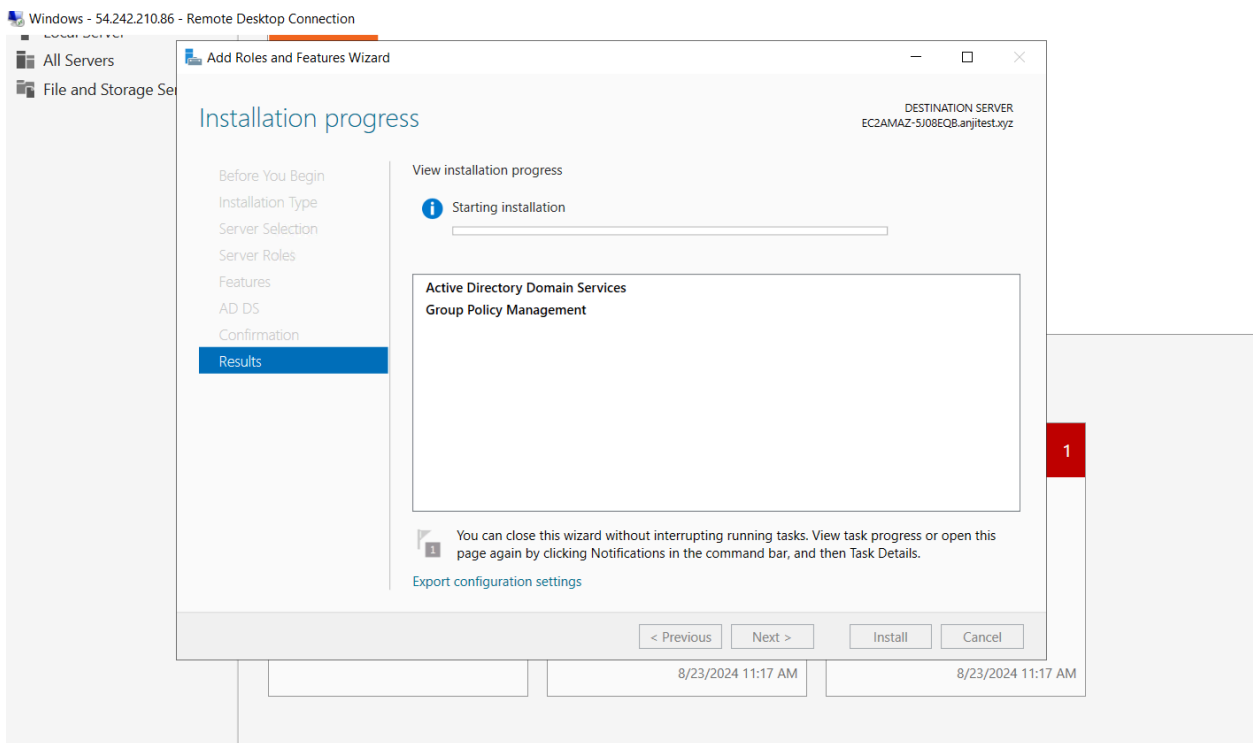 Windows - 54.242.210.86 - Remote Desktop Connection
Local Server
All Servers
File and Storage Ser
Add Roles and Features Wizard
Installation progress
DESTINATION SERVER
EC2AMAZ-5J08EQB.anjitest.xyz
Before You Begin
Installation Type
Server Selection
Server Roles
Features
AD DS
Confirmation
Results
View installation progress
Starting installation
Active Directory Domain Services
Group Policy Management
1
You can close this wizard without interrupting running tasks. View task progress or open this
page again by clicking Notifications in the command bar, and then Task Details.
Export configuration settings
< Previous
Next >
Install
Cancel
1
8/23/2024 11:17 AM
8/23/2024 11:17 AM